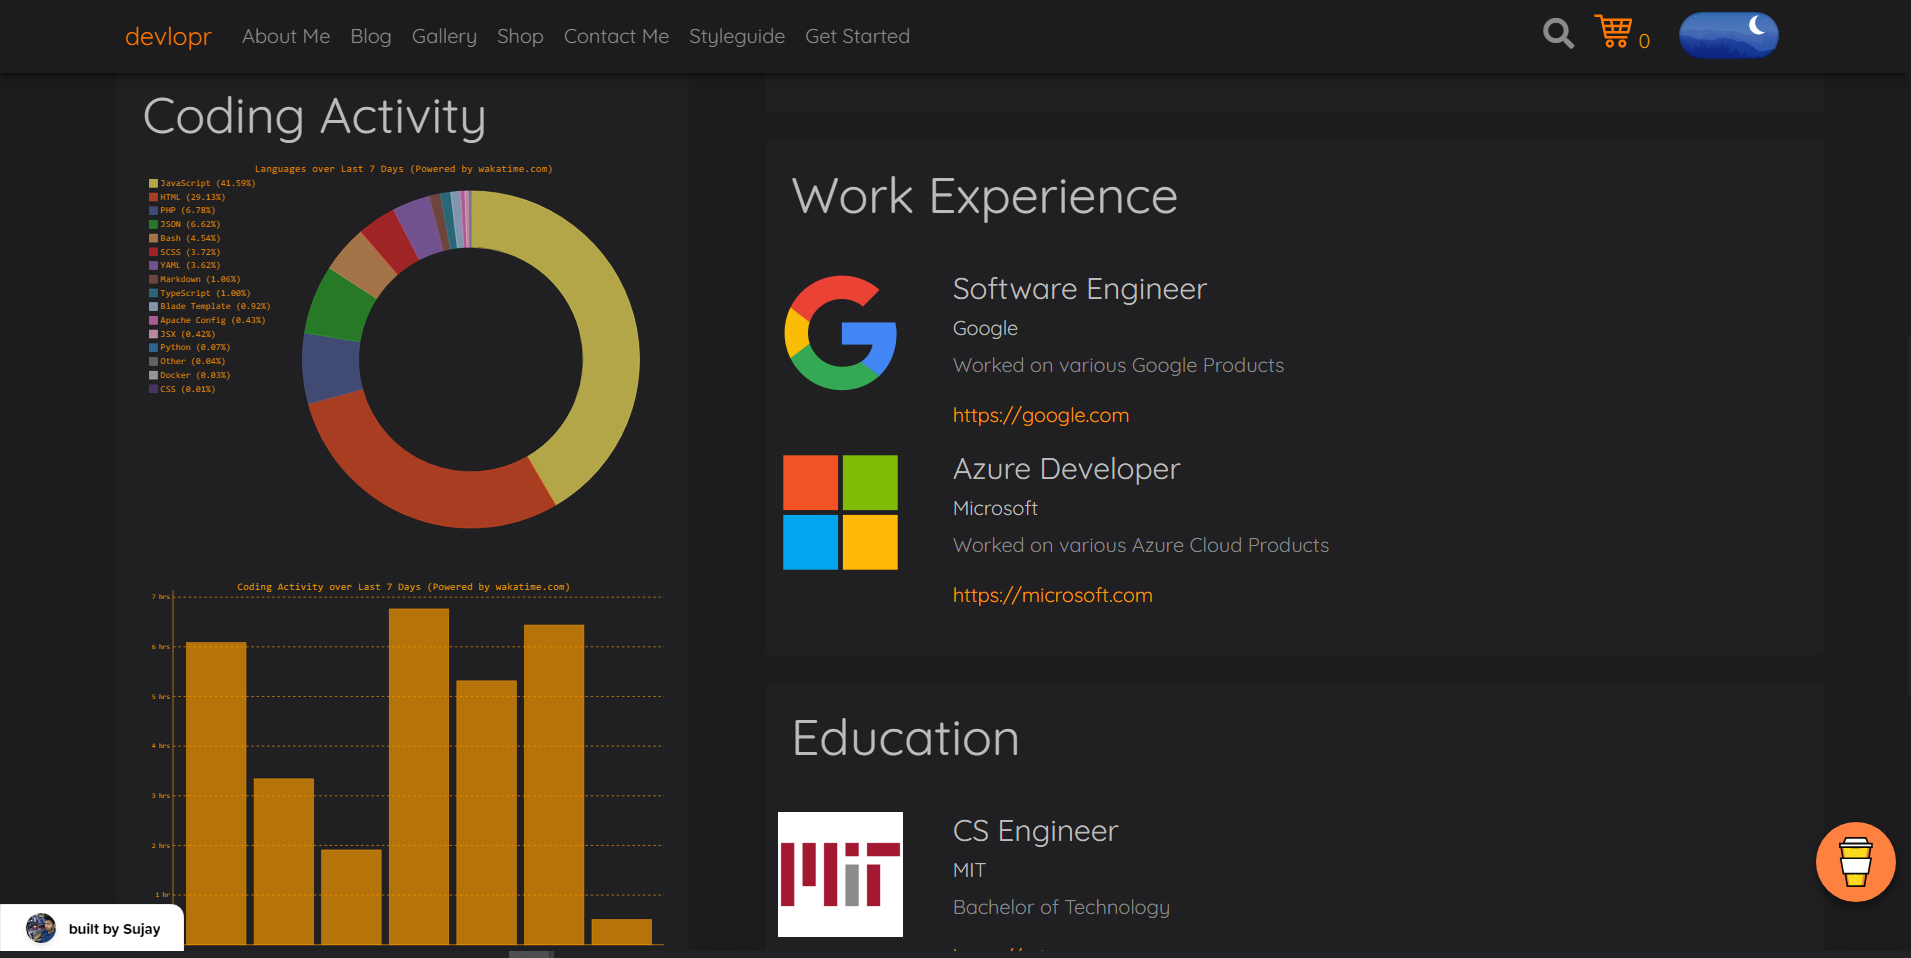 devlopr About Me Blog Gallery Shop Contact Me Styleguide Get Started 0
Coding Activity
Languages over Last 7 Days (Powered by wakatime.com)
JavaScript (41.59%)
HTML (29.13%)
PHP (6.78%)
JSON (6.62%)
Bash (4.54%)
SCSS (3.72%)
YAML (3.62%)
Markdown (1.06%)
TypeScript (1.00%)
Blade Template (0.92%)
Apache Config (0.43%)
JSX (0.42%)
Python (0.07%)
Other (0.04%)
Docker (0.03%)
CSS (0.01%)
Coding Activity over Last 7 Days (Powered by wakatime.com)
7 hrs
6 hrs
5 hrs
4 hrs
3 hrs
2 hrs
1 hr
built by Sujay
Work Experience
Software Engineer
Google
Worked on various Google Products
https://google.com
Azure Developer
Microsoft
Worked on various Azure Cloud Products
https://microsoft.com
Education
MIT
CS Engineer
MIT
Bachelor of Technology